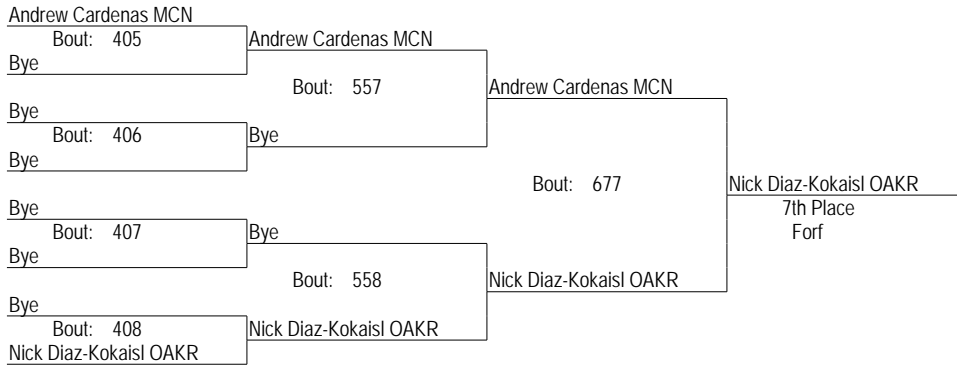 Andrew Cardenas MCN
Bout: 405
Andrew Cardenas MCN
Bye
Bout: 557
Andrew Cardenas MCN
Bye
Bout: 406
Bye
Bye
Bout: 677
Nick Diaz-Kokaisl OAKR
Bye
7th Place
Bout: 407
Bye
Forf
Bye
Bout: 558
Nick Diaz-Kokaisl OAKR
Bye
Bout: 408
Nick Diaz-Kokaisl OAKR
Nick Diaz-Kokaisl OAKR